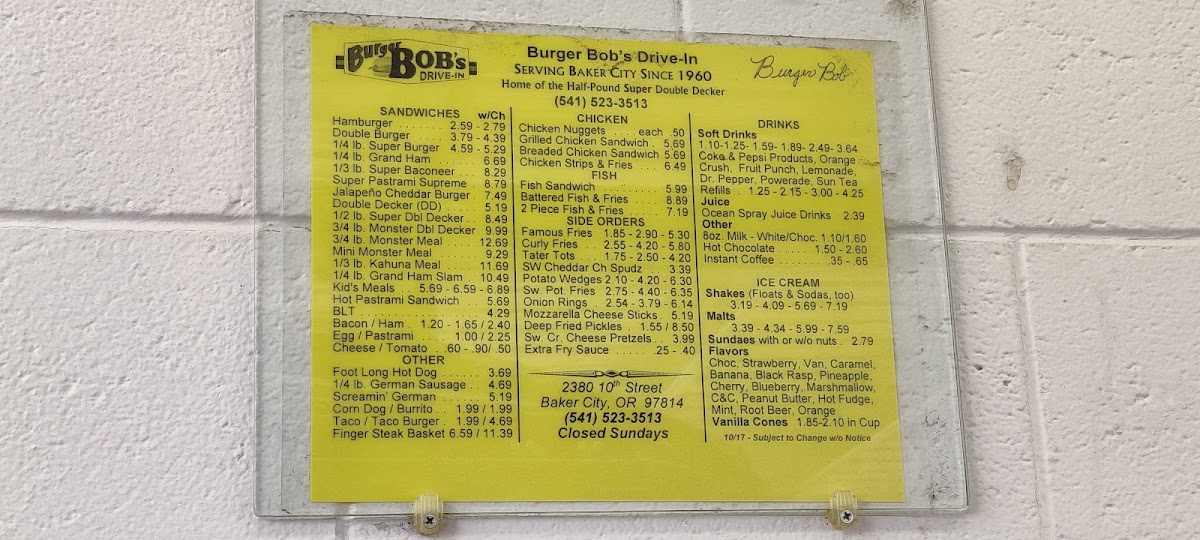 Burger BOB's DRIVE-IN
Burger Bob's Drive-In
SERVING BAKER CITY SINCE 1960
Home of the Half-Pound Super Double Decker
(541) 523-3513
Burger Bob
SANDWICHES w/Ch
Hamburger ........ 2.59 - 2.79
Double Burger ..... 3.79 - 4.39
1/4 lb. Super Burger 4.59 - 5.29
1/4 lb. Grand Ham ........ 6.69
1/3 lb. Super Baconeer ... 8.29
Super Pastrami Supreme . 8.79
Jalapeño Cheddar Burger . 7.49
Double Decker (DD) ..... 5.19
1/2 lb. Super Dbl Decker .. 8.49
3/4 lb. Monster Dbl Decker 9.99
3/4 lb. Monster Meal .... 12.69
Mini Monster Meal ....... 9.29
1/3 lb. Kahuna Meal ..... 11.69
1/4 lb. Grand Ham Slam . 10.49
Kid's Meals .. 5.69 - 6.59 - 6.89
Hot Pastrami Sandwich ... 5.69
BLT ................... 4.29
Bacon / Ham . 1.20 - 1.65 / 2.40
Egg / Pastrami .... 1.00 / 2.25
Cheese / Tomato . .60 - .90/ .50
OTHER
Foot Long Hot Dog ...... 3.69
1/4 lb. German Sausage .. 4.69
Screamin' German ...... 5.19
Corn Dog / Burrito .. 1.99 / 1.99
Taco / Taco Burger . 1.99 / 4.69
Finger Steak Basket 6.59 / 11.39
CHICKEN
Chicken Nuggets .... each .50
Grilled Chicken Sandwich . 5.69
Breaded Chicken Sandwich 5.69
Chicken Strips & Fries ... 6.49
FISH
Fish Sandwich ......... 5.99
Battered Fish & Fries .... 8.89
2 Piece Fish & Fries ..... 7.19
SIDE ORDERS
Famous Fries 1.85 - 2.90 - 5.30
Curly Fries .. 2.55 - 4.20 - 5.80
Tater Tots ... 1.75 - 2.50 - 4.20
SW Cheddar Ch Spudz ... 3.39
Potato Wedges 2.10 - 4.20 - 6.30
Sw. Pot. Fries 2.75 - 4.40 - 6.35
Onion Rings . 2.54 - 3.79 - 6.14
Mozzarella Cheese Sticks. 5.19
Deep Fried Pickles . 1.55 / 8.50
Sw. Cr. Cheese Pretzels.. 3.99
Extra Fry Sauce ...... .25 - .40
2380 10th Street
Baker City, OR 97814
(541) 523-3513
Closed Sundays
DRINKS
Soft Drinks
1.10-1.25- 1.59- 1.89- 2.49- 3.64
Coke & Pepsi Products, Orange
Crush, Fruit Punch, Lemonade,
Dr. Pepper, Powerade, Sun Tea
Refills . 1.25 - 2.15 - 3.00 - 4.25
Juice
Ocean Spray Juice Drinks 2.39
Other
8oz. Milk - White/Choc. 1.10/1.60
Hot Chocolate ..... 1.50 - 2.60
Instant Coffee ....... .35 - .65
ICE CREAM
Shakes (Floats & Sodas, too)
3.19 - 4.09 - 5.69 - 7.19
Malts
3.39 - 4.34 - 5.99 - 7.59
Sundaes with or w/o nuts . 2.79
Flavors
Choc, Strawberry, Van, Caramel,
Banana, Black Rasp, Pineapple,
Cherry, Blueberry, Marshmallow,
C&C, Peanut Butter, Hot Fudge,
Mint, Root Beer, Orange
Vanilla Cones 1.85-2.10 in Cup
10/17 - Subject to Change w/o Notice